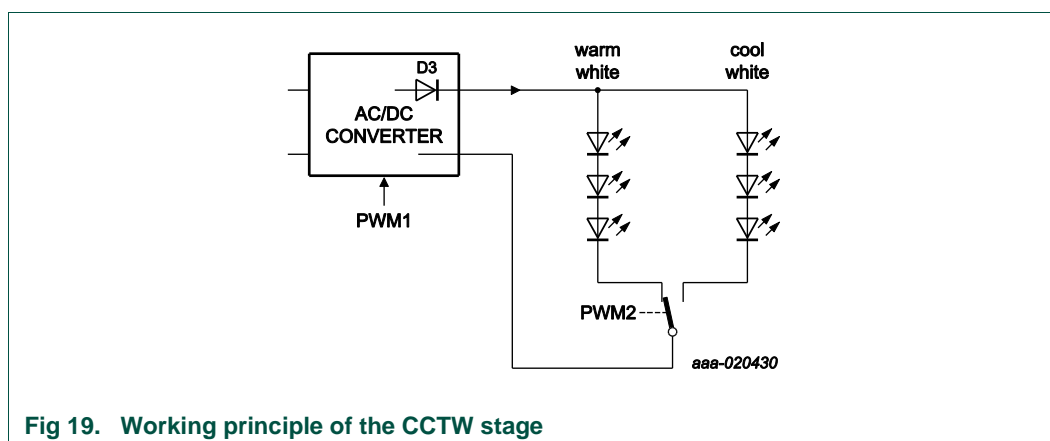 warm
white
cool
white
D3
AC/DC
CONVERTER
PWM1
PWM2
aaa-020430
Fig 19. Working principle of the CCTW stage